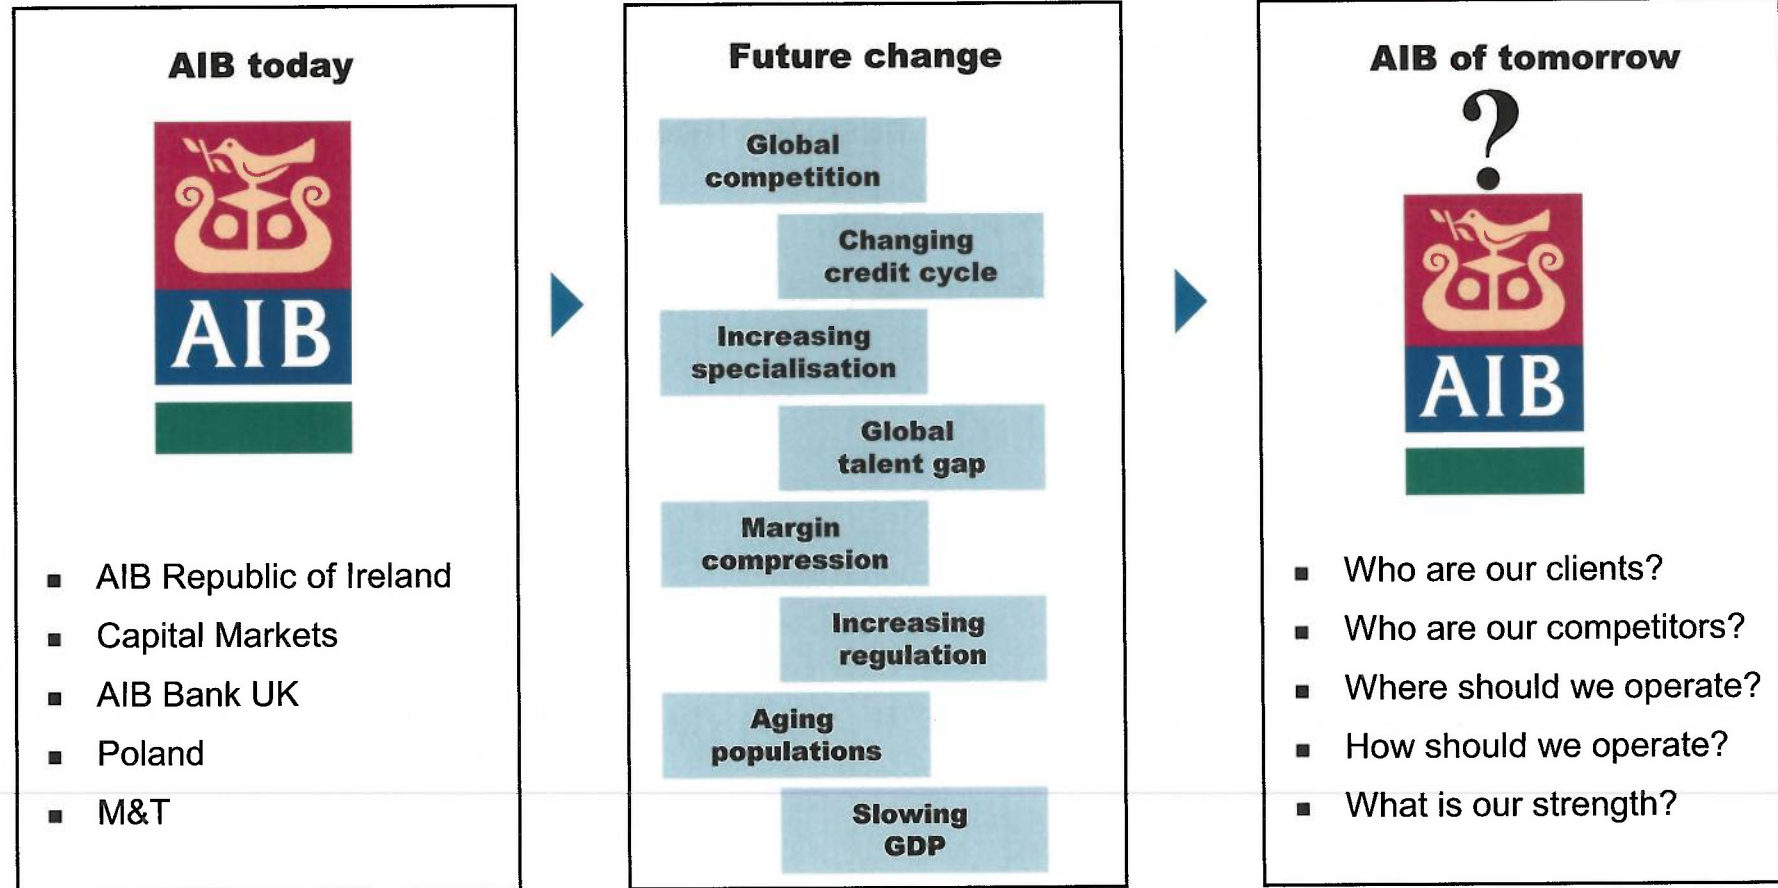 AIB today
AIB
▪ AIB Republic of Ireland
▪ Capital Markets
▪ AIB Bank UK
▪ Poland
▪ M&T
Future change
Global
competition
Changing
credit cycle
Increasing
specialisation
Global
talent gap
Margin
compression
Increasing
regulation
Aging
populations
Slowing
GDP
AIB of tomorrow
?
AIB
▪ Who are our clients?
▪ Who are our competitors?
▪ Where should we operate?
▪ How should we operate?
▪ What is our strength?